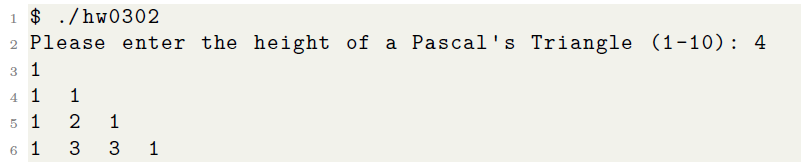 1 $ ./hw0302
2 Please enter the height of a Pascal's Triangle (1-10): 4
3 1
4 1  1
5 1  2  1
6 1  3  3  1